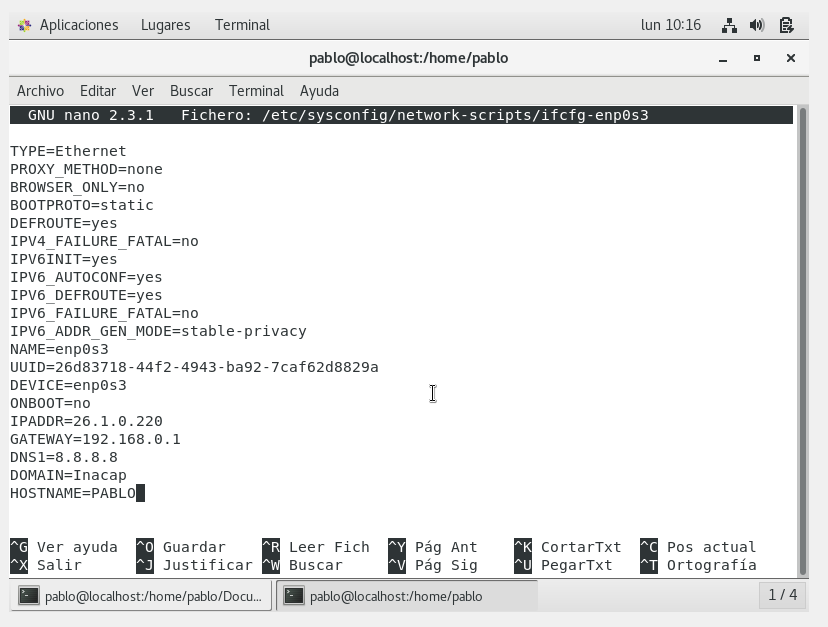 Aplicaciones Lugares Terminal lun 10:16
pablo@localhost:/home/pablo
Archivo Editar Ver Buscar Terminal Ayuda
GNU nano 2.3.1 Fichero: /etc/sysconfig/network-scripts/ifcfg-enp0s3
TYPE=Ethernet
PROXY_METHOD=none
BROWSER_ONLY=no
BOOTPROTO=static
DEFROUTE=yes
IPV4_FAILURE_FATAL=no
IPV6INIT=yes
IPV6_AUTOCONF=yes
IPV6_DEFROUTE=yes
IPV6_FAILURE_FATAL=no
IPV6_ADDR_GEN_MODE=stable-privacy
NAME=enp0s3
UUID=26d83718-44f2-4943-ba92-7caf62d8829a
DEVICE=enp0s3
ONBOOT=no
IPADDR=26.1.0.220
GATEWAY=192.168.0.1
DNS1=8.8.8.8
DOMAIN=Inacap
HOSTNAME=PABLO
^G Ver ayuda ^O Guardar ^R Leer Fich ^Y Pág Ant ^K CortarTxt ^C Pos actual
^X Salir ^J Justificar ^W Buscar ^V Pág Sig ^U PegarTxt ^T Ortografía
pablo@localhost:/home/pablo/Docu... pablo@localhost:/home/pablo 1 / 4